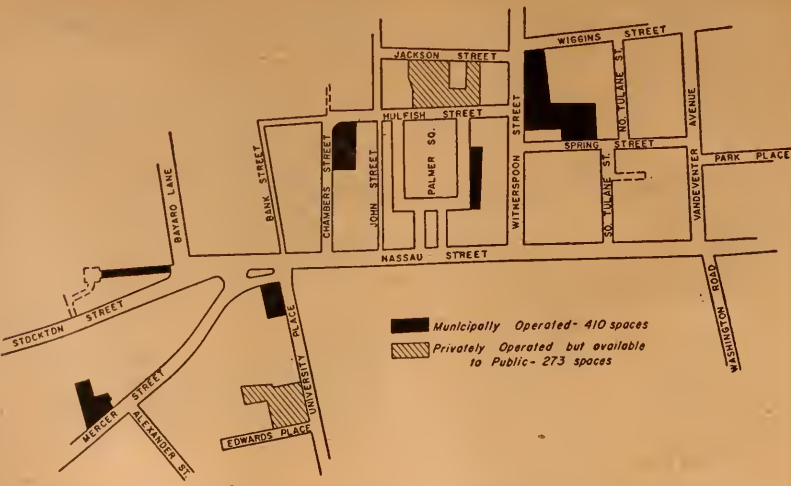 WIGGINS STREET
JACKSON STREET
NO. TULANE ST.
AVENUE
HULFISH STREET
STREET
SPRING STREET
PARK PLACE
BAYARD LANE
BANK STREET
CHAMBERS STREET
JOHN STREET
PALMER SQ.
WITHERSPOON
SO. TULANE ST.
VANDEVENTER
NASSAU STREET
STOCKTON STREET
WASHINGTON ROAD
UNIVERSITY PLACE
Municipally Operated - 410 spaces
Privately Operated but available
to Public - 273 spaces
MERCER STREET
ALEXANDER ST.
EDWARDS PLACE